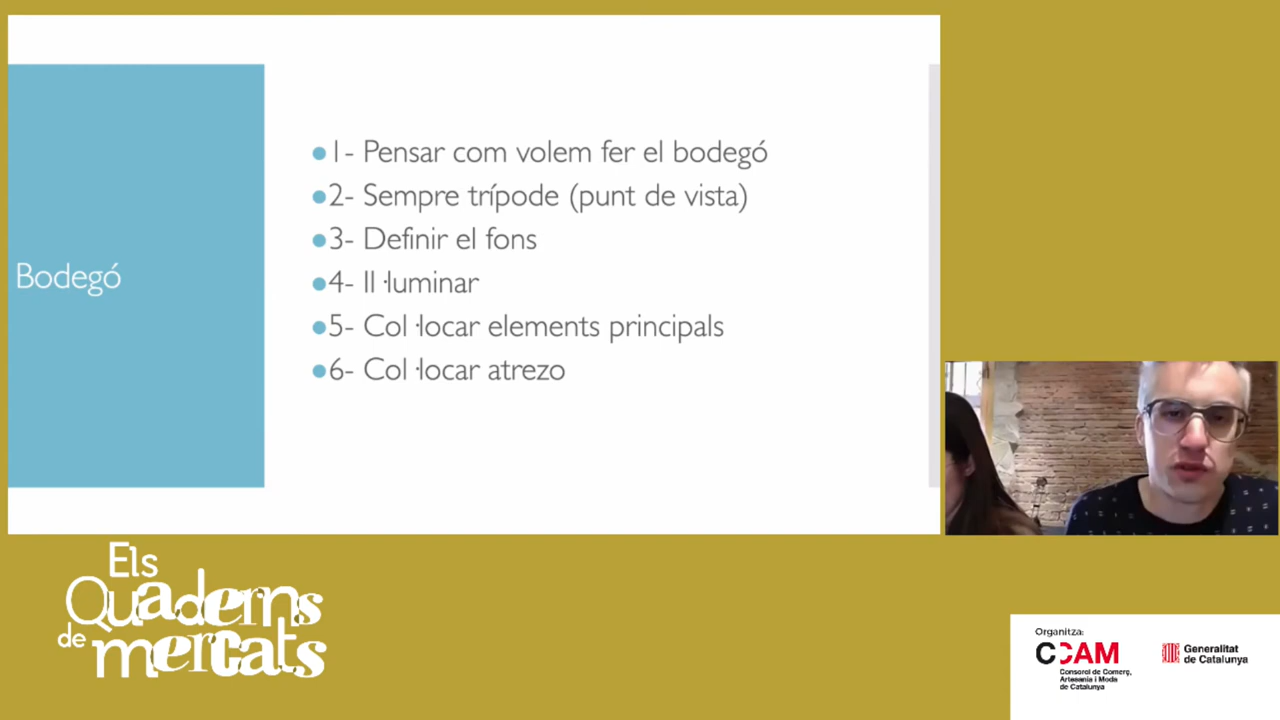 Bodegó
1- Pensar com volem fer el bodegó
2- Sempre trípode (punt de vista)
3- Definir el fons
4- Il·luminar
5- Col·locar elements principals
6- Col·locar atrezo
Els
Quaderns
de mercats
Organitza:
CCAM
Consorci de Comerç,
Artesania i Moda
de Catalunya
Generalitat
de Catalunya